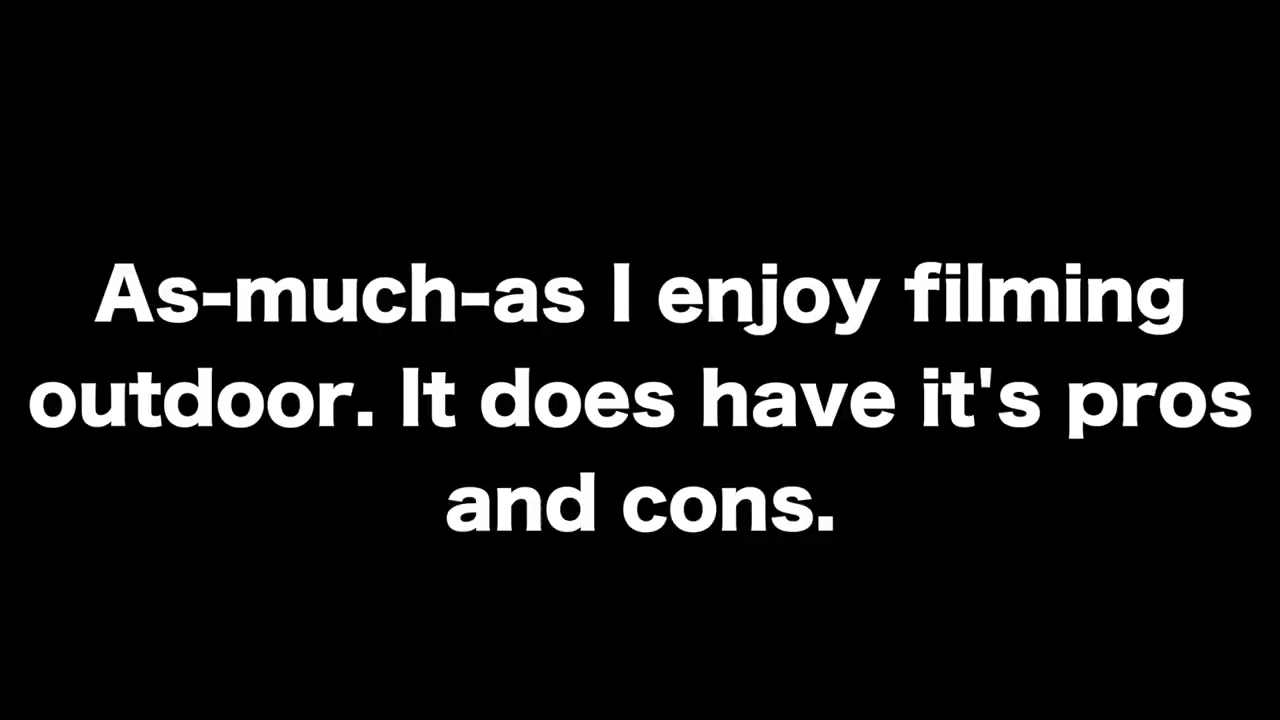 As-much-as I enjoy filming
outdoor. It does have it's pros
and cons.